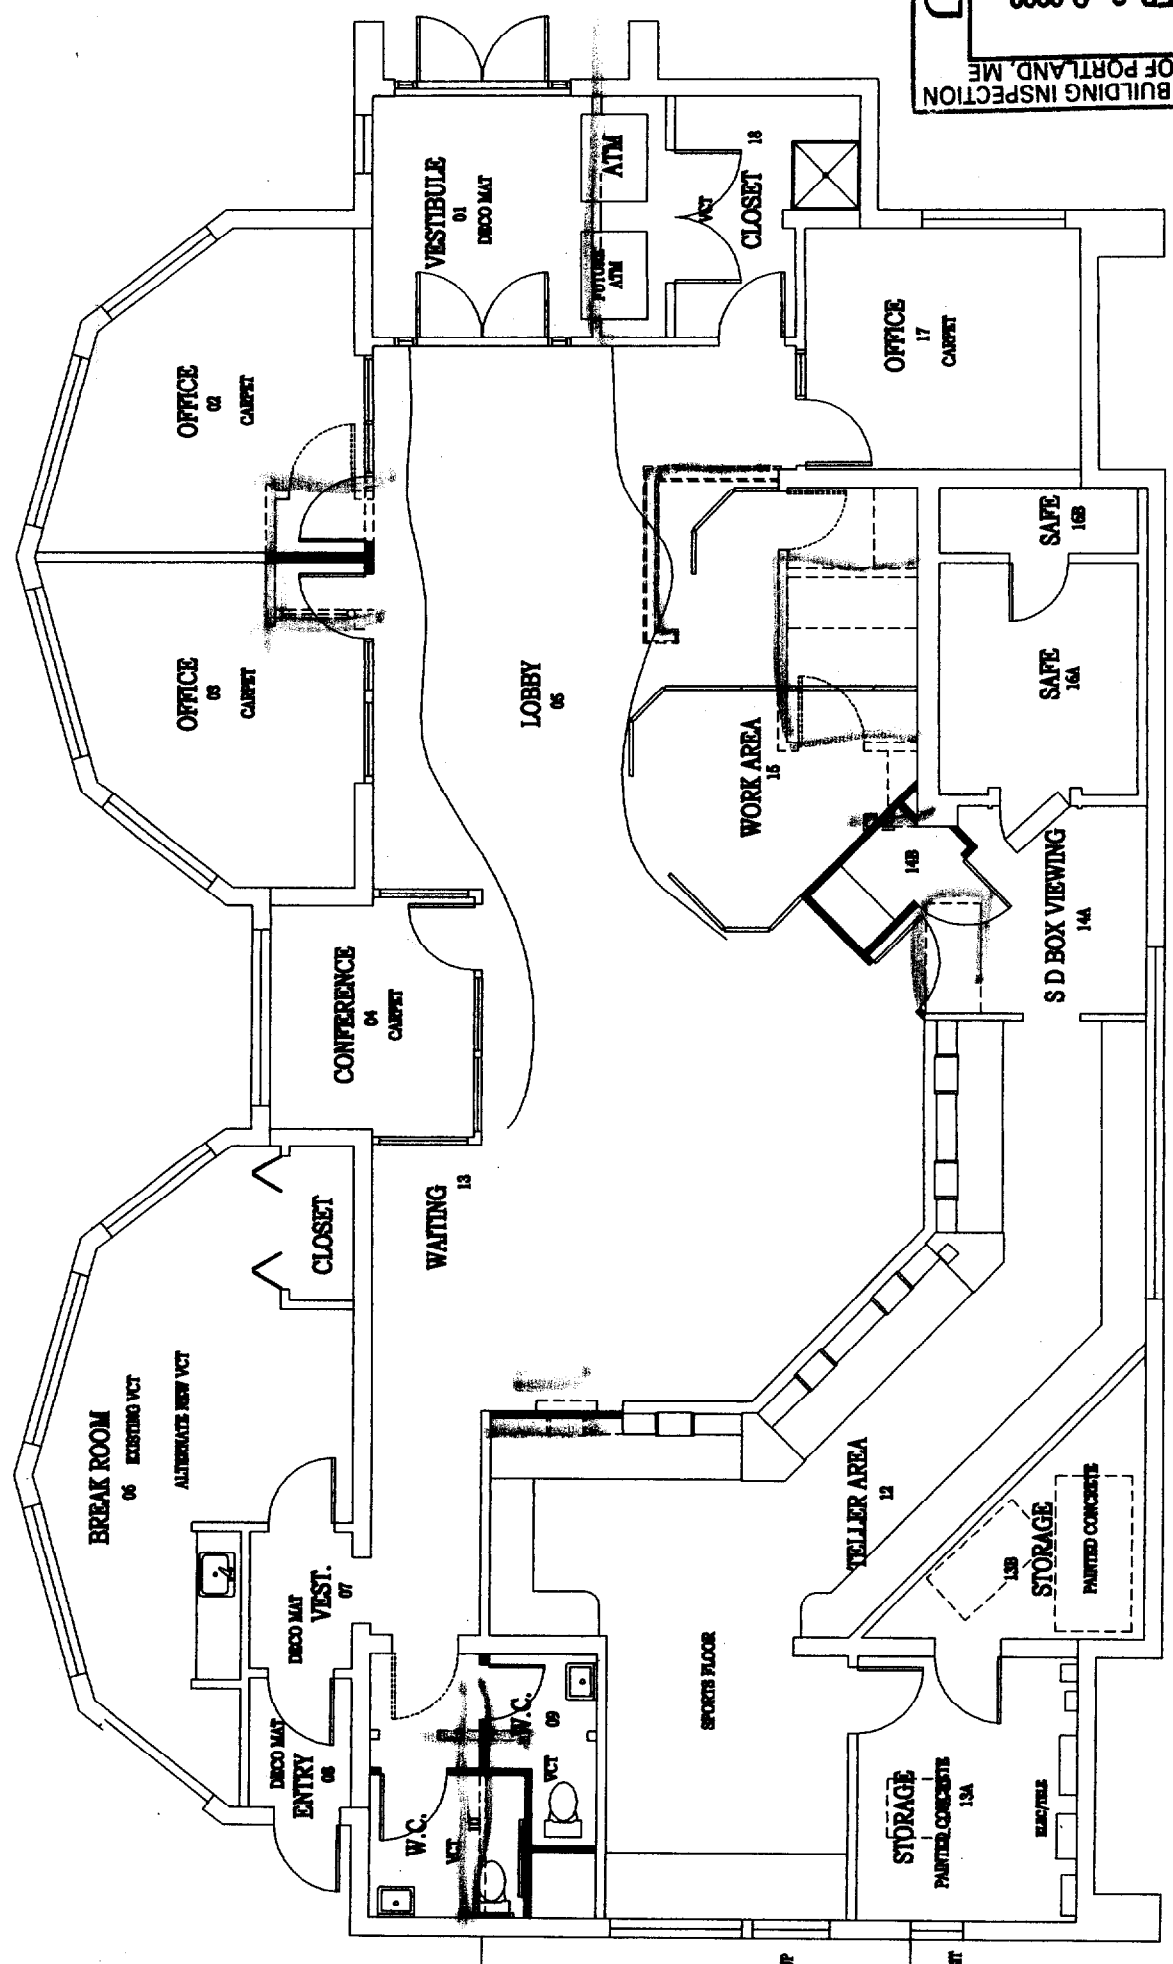 BUILDING INSPECTION
OF PORTLAND, ME
VESTIBULE
01
DECO MAT
ATM
FUTURE
ATM
VCT
CLOSET
18
OFFICE
02
CARPET
OFFICE
17
CARPET
OFFICE
03
CARPET
LOBBY
05
SAFE
16B
SAFE
16A
WORK AREA
15
14B
S D BOX VIEWING
14A
CONFERENCE
04
CARPET
WAITING
13
CLOSET
BREAK ROOM
06 EXISTING VCT
ALTERNATE NEW VCT
TELLER AREA
12
DECO MAT
VEST.
07
STORAGE
13B
PAINTED CONCRETE
SPORTS FLOOR
DECO MAT
ENTRY
08
W.C.
09
VCT
W.C.
10
VCT
STORAGE
PAINTED CONCRETE
13A
ELEC/TELE